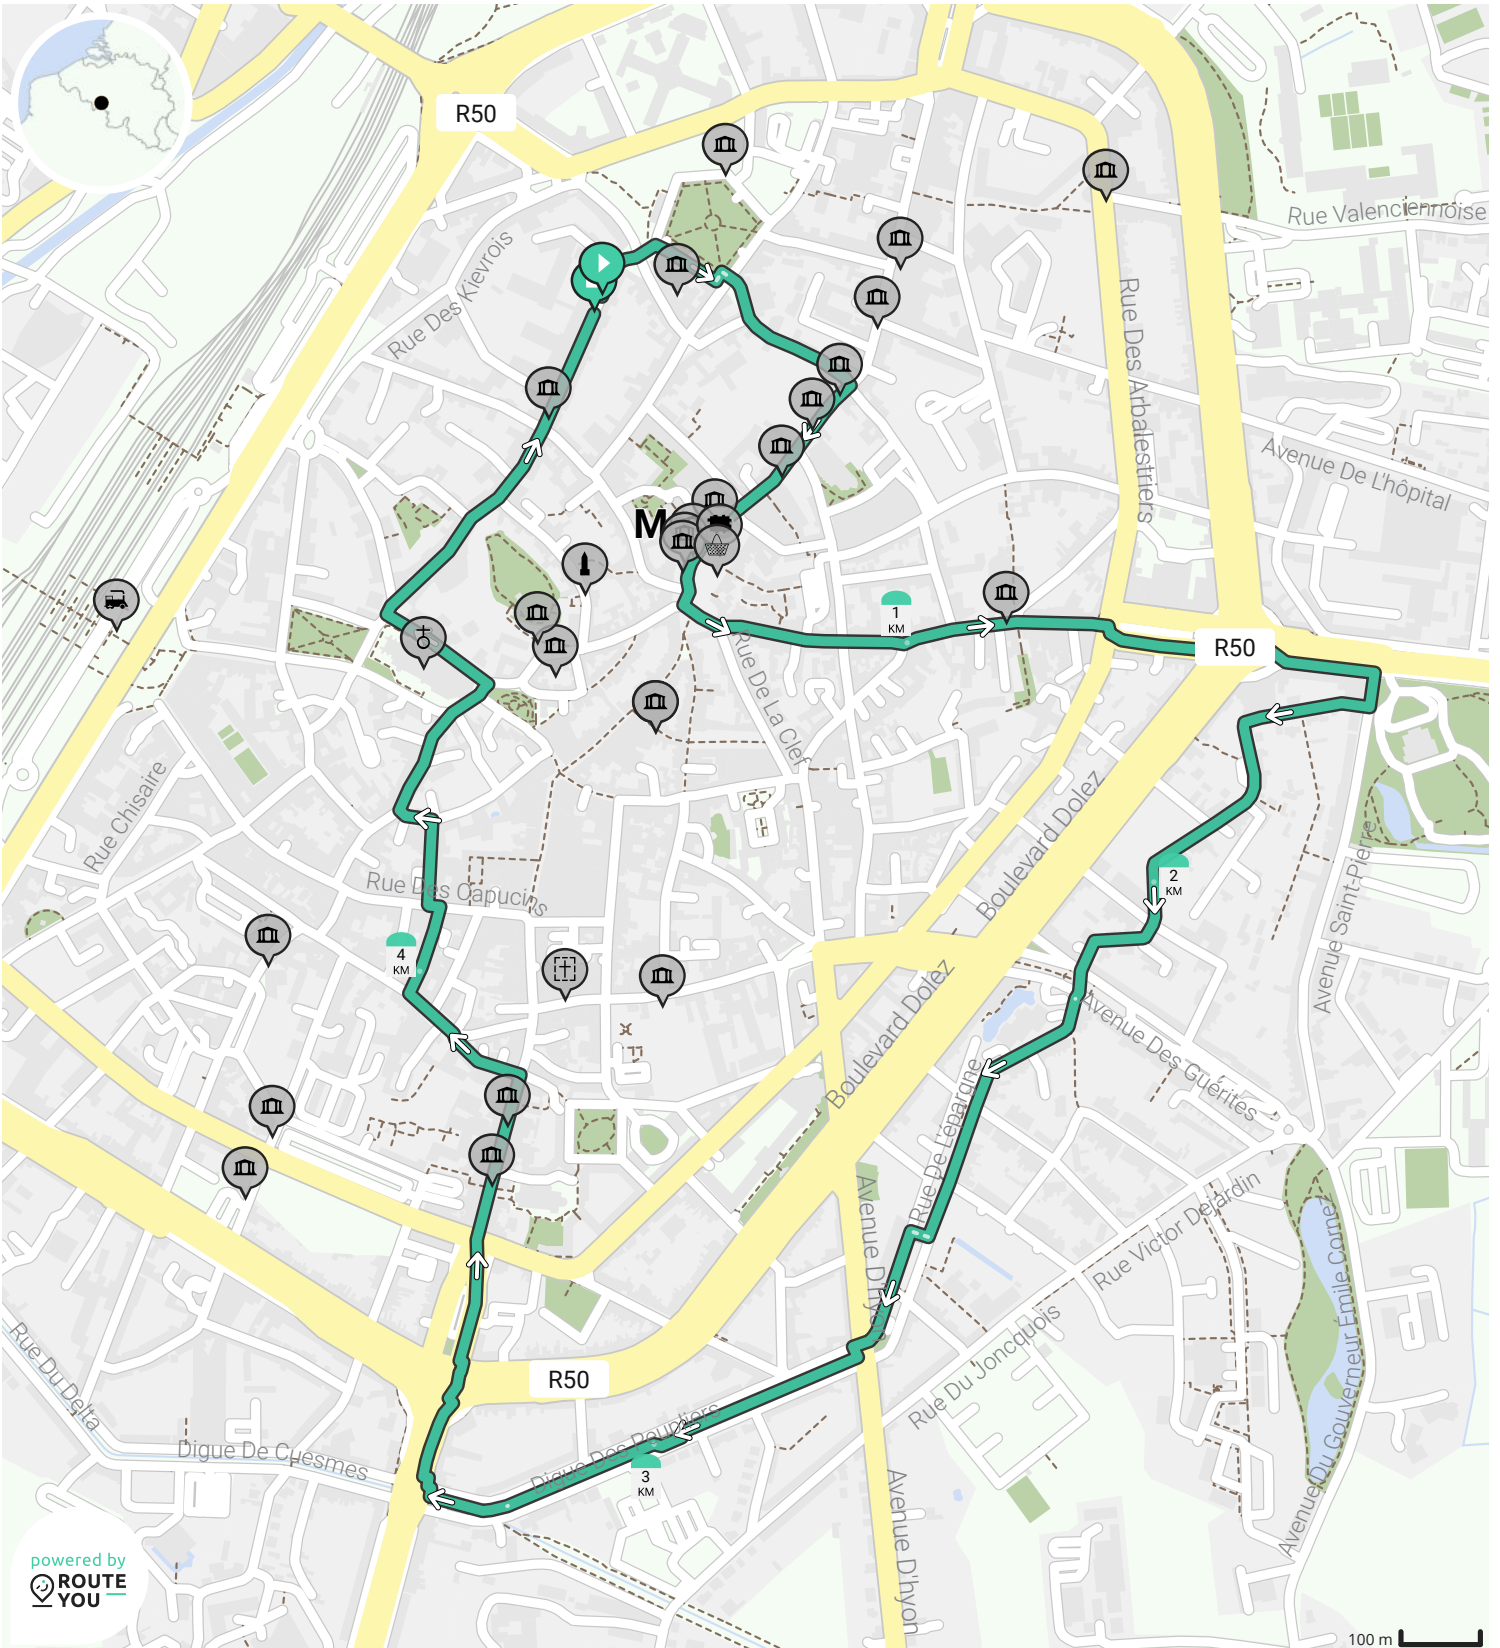 R50
Rue Valenciennoise
Rue Des Kievrois
Rue Des Arbalestriers
Avenue De L'hôpital
M
1
KM
R50
Rue De La Clef
Rue Chisaire
Boulevard Dolez
Avenue Saint-Pierre
2
KM
Rue Des Capucins
4
KM
Boulevard Dolez
Avenue Des Guérites
Rue De L'épargne
Avenue D'hyon
Rue Victor Dejardin
Avenue Du Gouverneur Emile Cornez
Rue Du Joncquois
Rue Du Delta
R50
Digue De Cuesmes
Digue Des Peupliers
3
KM
Avenue D'hyon
powered by
ROUTE
YOU
100 m